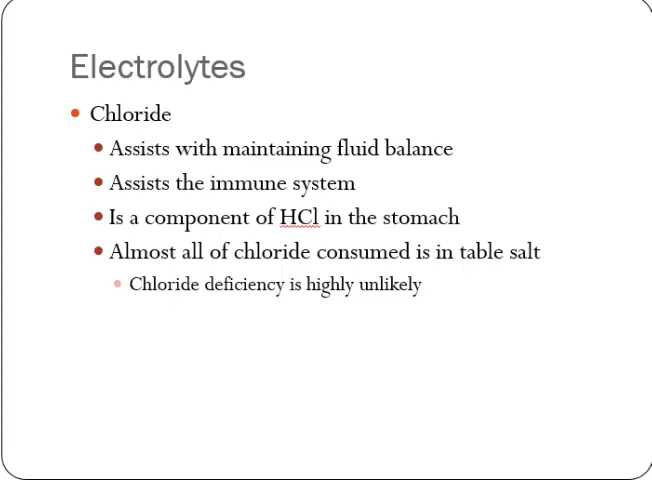 Electrolytes
Chloride
Assists with maintaining fluid balance
Assists the immune system
Is a component of HCl in the stomach
Almost all of chloride consumed is in table salt
Chloride deficiency is highly unlikely